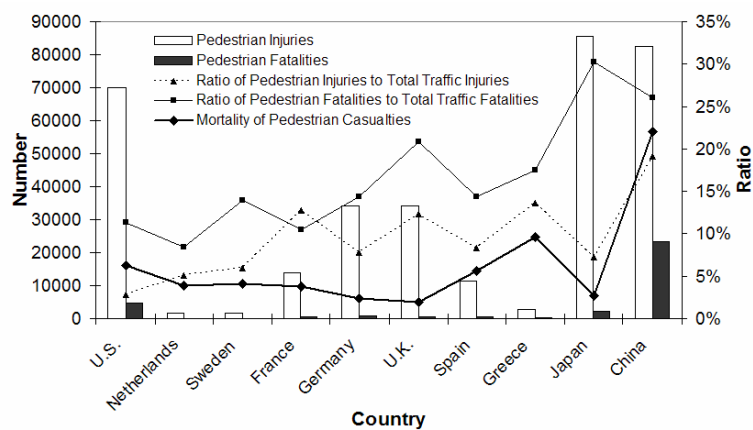 90000
80000
70000
60000
50000
40000
30000
20000
10000
0
Number
Pedestrian Injuries
Pedestrian Fatalities
Ratio of Pedestrian Injuries to Total Traffic Injuries
Ratio of Pedestrian Fatalities to Total Traffic Fatalities
Mortality of Pedestrian Casualties
35%
30%
25%
20%
15%
10%
5%
0%
Ratio
U.S.
Netherlands
Sweden
France
Germany
U.K.
Spain
Greece
Japan
China
Country